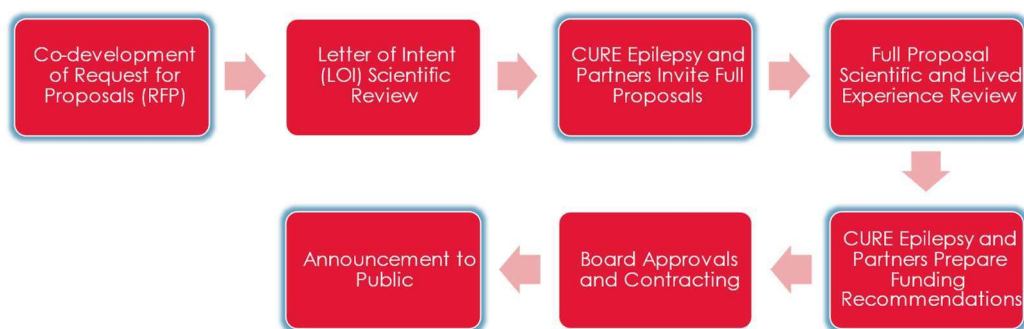 Co-development
of Request for
Proposals (RFP)
Letter of Intent
(LOI) Scientific
Review
CURE Epilepsy and
Partners Invite Full
Proposals
Full Proposal
Scientific and Lived
Experience Review
CURE Epilepsy and
Partners Prepare
Funding
Recommendations
Board Approvals
and Contracting
Announcement to
Public